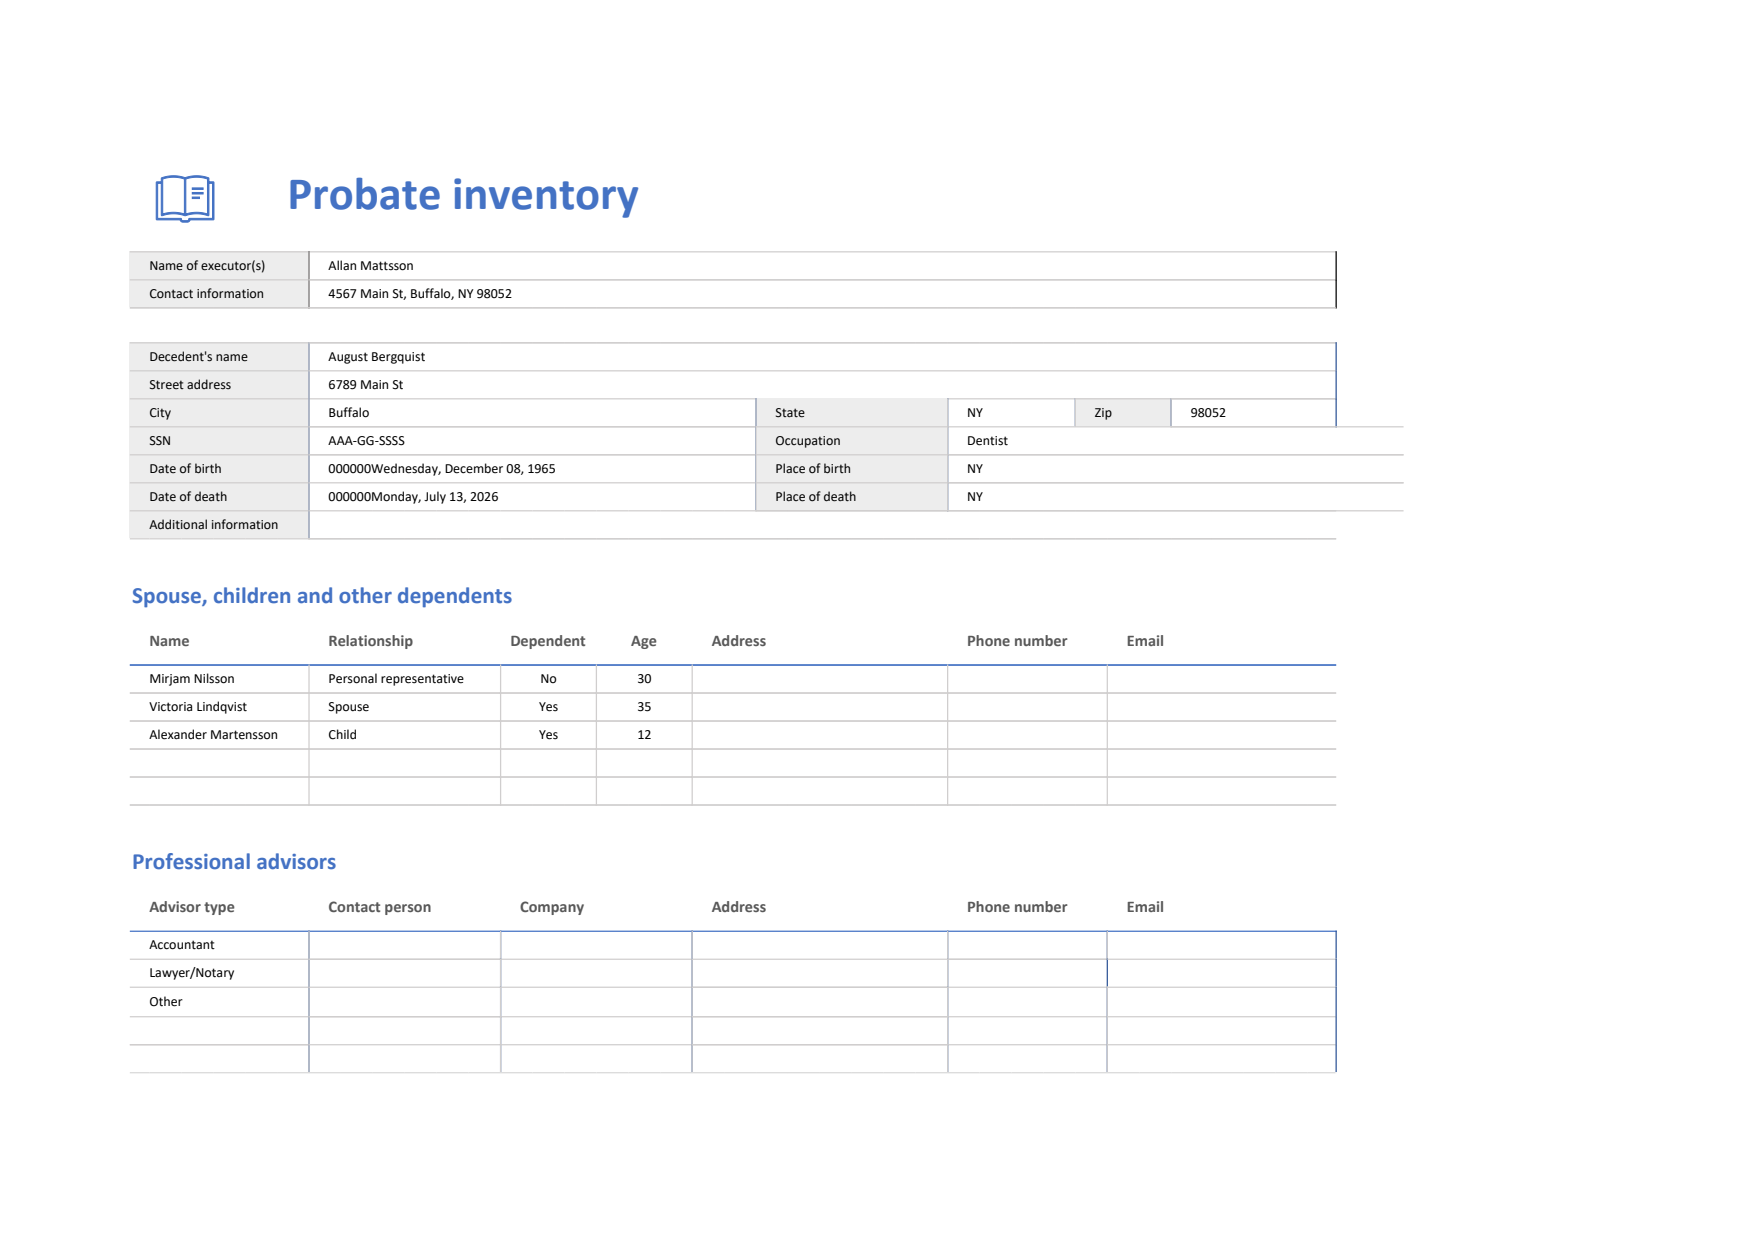 Probate inventory
Name of executor(s) Allan Mattsson
Contact information 4567 Main St, Buffalo, NY 98052
Decedent's name August Bergquist
Street address 6789 Main St
City Buffalo State NY Zip 98052
SSN AAA-GG-SSSS Occupation Dentist
Date of birth 000000Wednesday, December 08, 1965 Place of birth NY
Date of death 000000Monday, July 13, 2026 Place of death NY
Additional information
Spouse, children and other dependents
Name Relationship Dependent Age Address Phone number Email
Mirjam Nilsson Personal representative No 30
Victoria Lindqvist Spouse Yes 35
Alexander Martensson Child Yes 12
Professional advisors
Advisor type Contact person Company Address Phone number Email
Accountant
Lawyer/Notary
Other